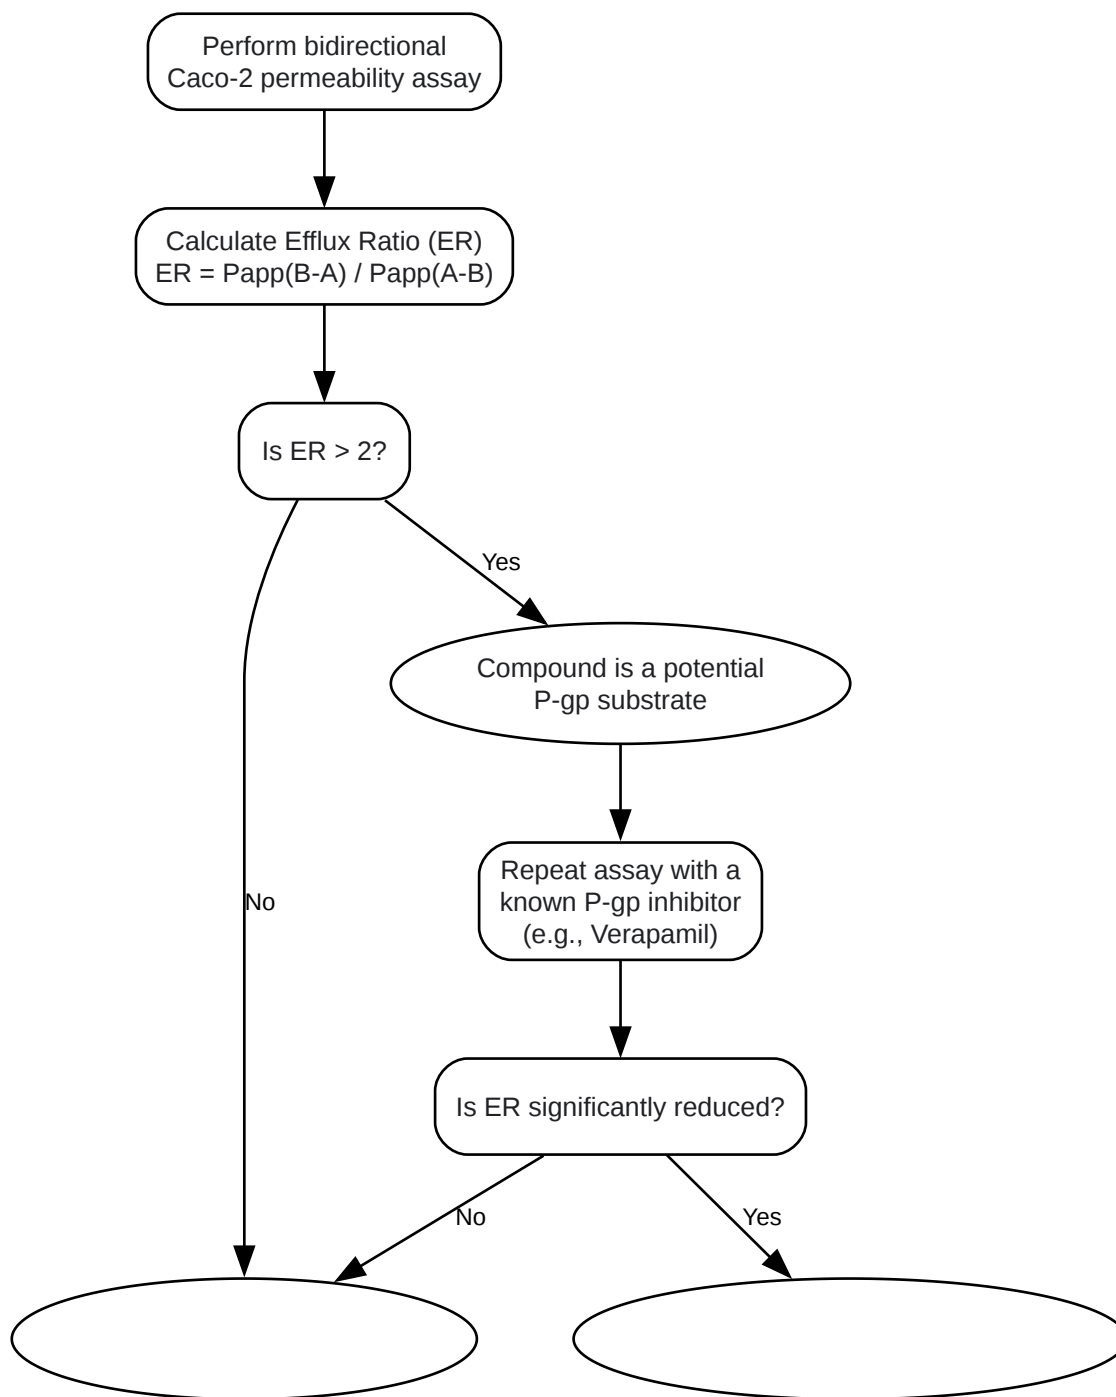 Perform bidirectional
Caco-2 permeability assay
Calculate Efflux Ratio (ER)
ER = Papp(B-A) / Papp(A-B)
Is ER > 2?
Yes
Compound is a potential
P-gp substrate
No
Repeat assay with a
known P-gp inhibitor
(e.g., Verapamil)
Is ER significantly reduced?
No
Yes